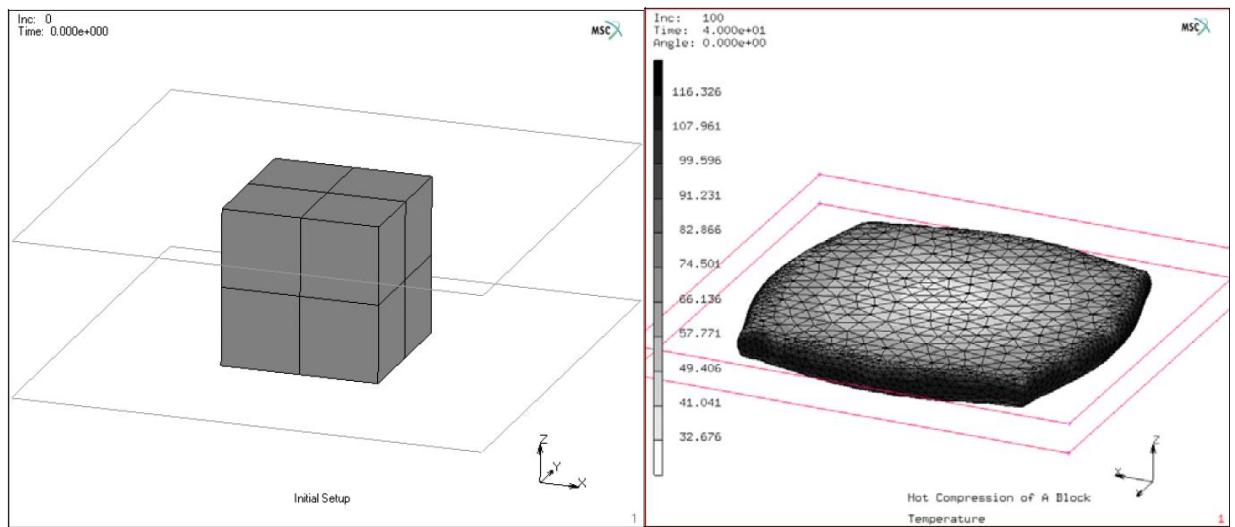 Inc: 0
Time: 0.000e+000
MSC
Z
Y
X
Initial Setup
1
Inc: 100
Time: 4.000e+01
Angle: 0.000e+00
MSC
116.326
107.961
99.596
91.231
82.866
74.501
66.136
57.771
49.406
41.041
32.676
Z
X
Y
Hot Compression of A Block
Temperature
1